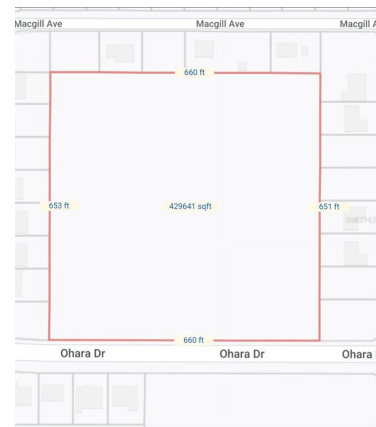 Macgill Ave Macgill Ave Macgill A
660 ft
653 ft 429641 sqft 651 ft
660 ft
Ohara Dr Ohara Dr Ohara